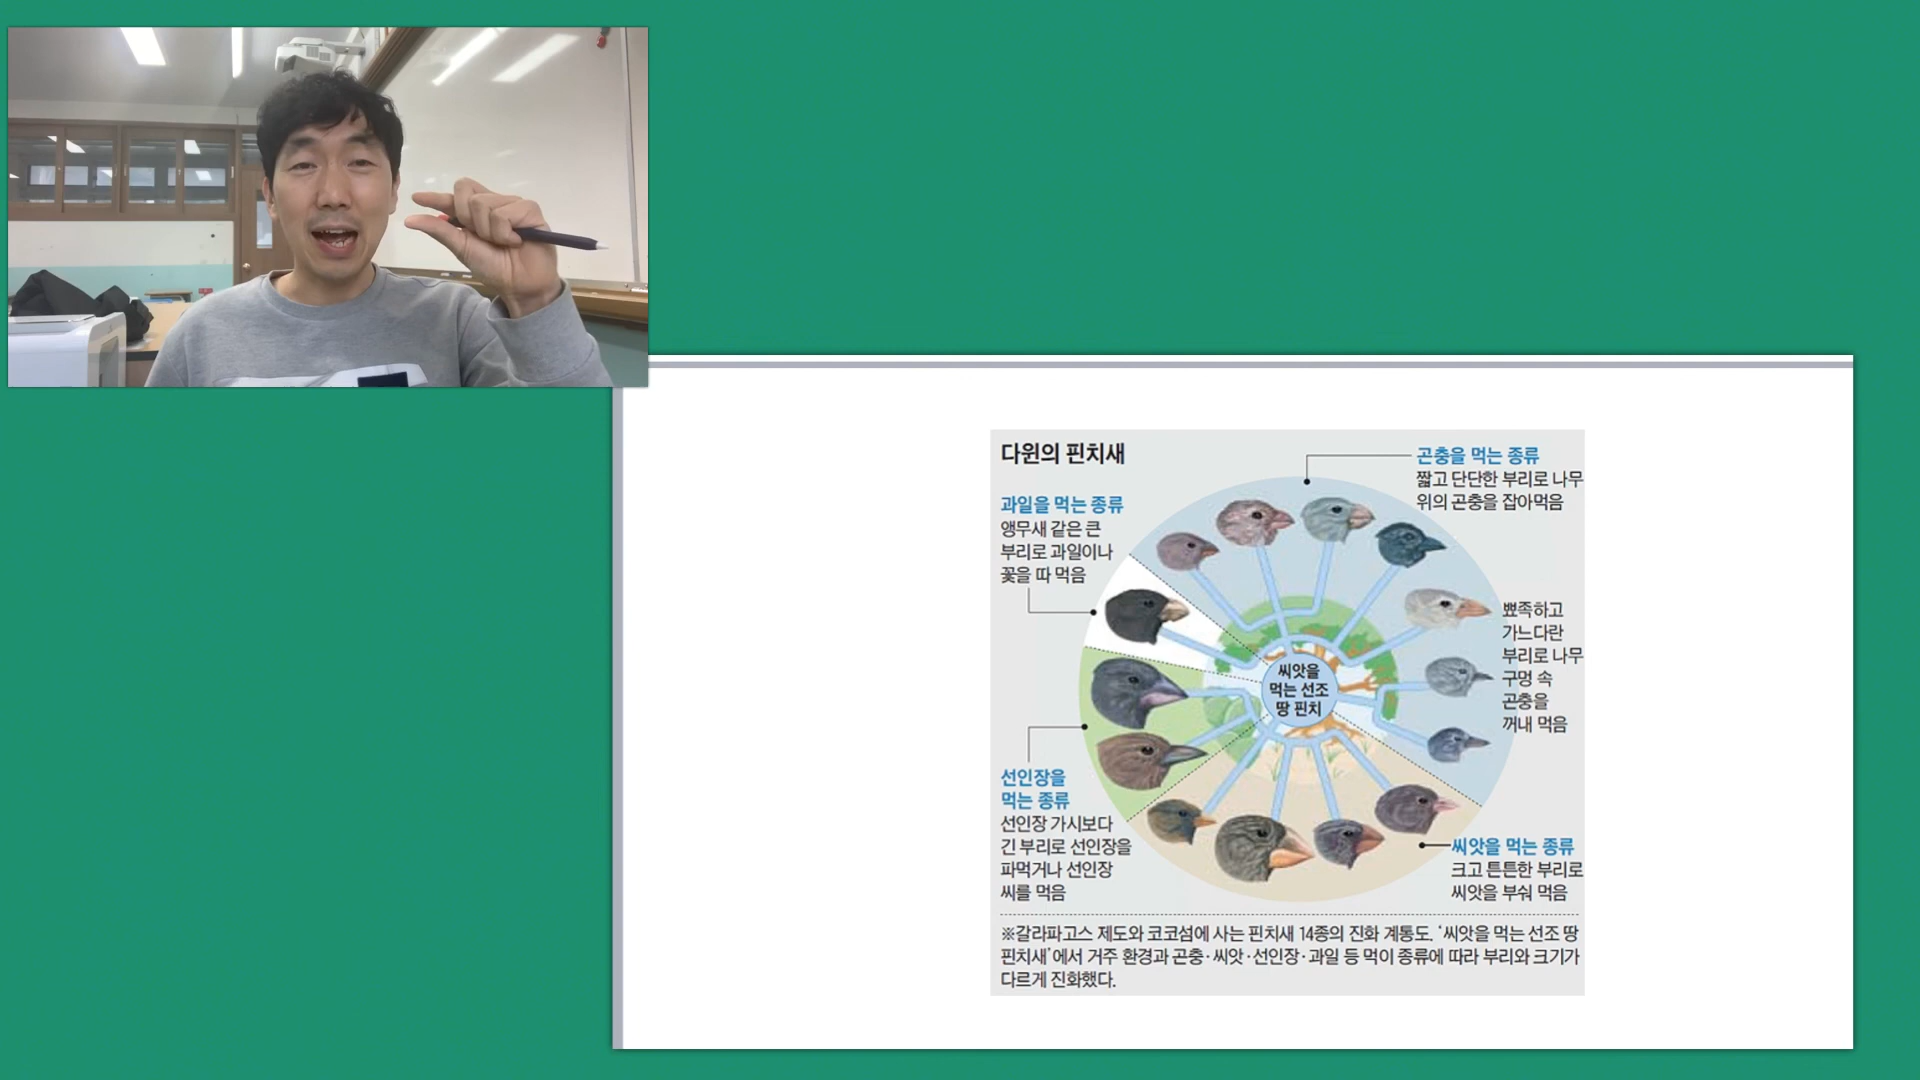 다윈의 핀치새
과일을 먹는 종류
앵무새 같은 큰
부리로 과일이나
꽃을 따 먹음
곤충을 먹는 종류
짧고 단단한 부리로 나무
위의 곤충을 잡아먹음
뾰족하고
가느다란
부리로 나무
구멍 속
곤충을
꺼내 먹음
씨앗을
먹는 선조
땅 핀치
선인장을
먹는 종류
선인장 가시보다
긴 부리로 선인장을
파먹거나 선인장
씨를 먹음
씨앗을 먹는 종류
크고 튼튼한 부리로
씨앗을 부숴 먹음
※갈라파고스 제도와 코코섬에 사는 핀치새 14종의 진화 계통도. ‘씨앗을 먹는 선조 땅
핀치새’에서 거주 환경과 곤충·씨앗·선인장·과일 등 먹이 종류에 따라 부리와 크기가
다르게 진화했다.